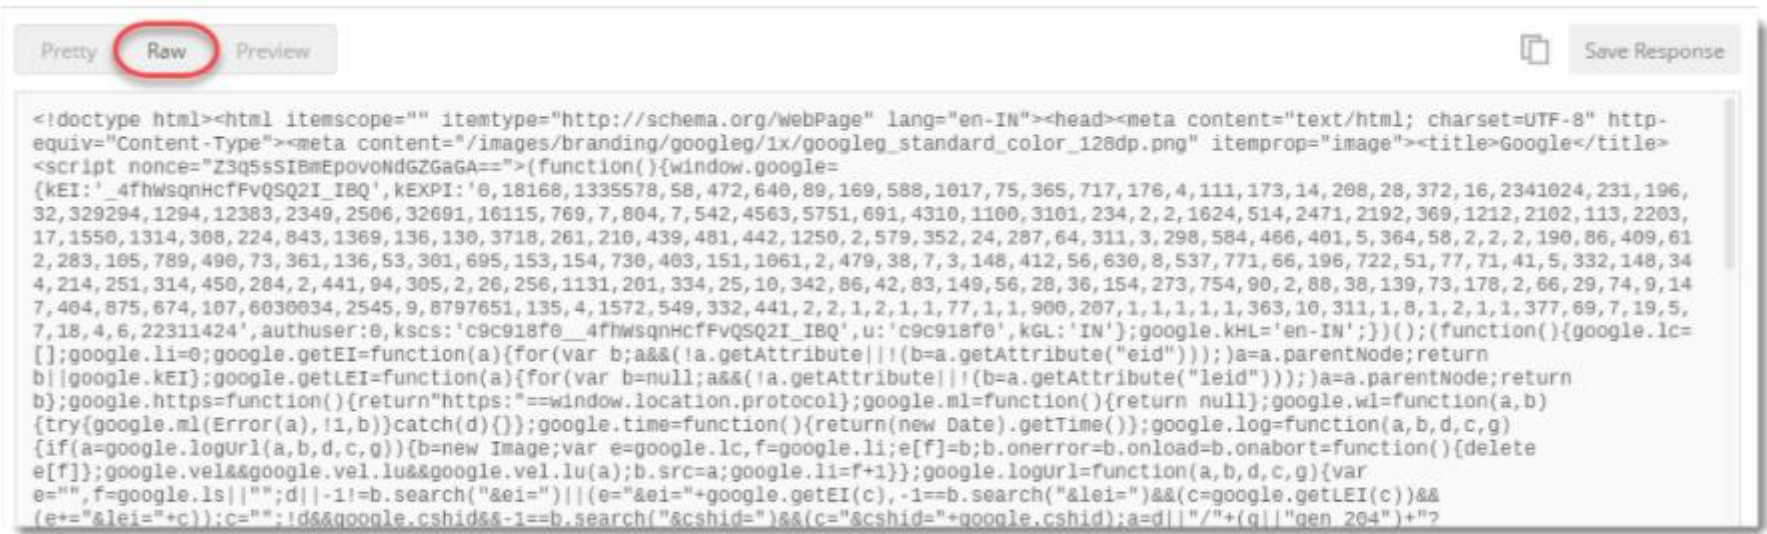 Pretty Raw Preview Save Response
<!doctype html><html itemscope="" itemtype="http://schema.org/WebPage" lang="en-IN"><head><meta content="text/html; charset=UTF-8" http-
equiv="Content-Type"><meta content="/images/branding/googleg/1x/googleg_standard_color_128dp.png" itemprop="image"><title>Google</title>
<script nonce="Z3q5sSIBmEpovoNdGZGaGA==">(function(){window.google=
{kEI:'_4fhWsqnHcfFvQSQ2I_IBQ',kEXPI:'0,18168,1335578,58,472,640,89,169,588,1017,75,365,717,176,4,111,173,14,208,28,372,16,2341024,231,196,
32,329294,1294,12383,2349,2506,32691,16115,769,7,804,7,542,4563,5751,691,4310,1100,3101,234,2,2,1624,514,2471,2192,369,1212,2102,113,2203,
17,1550,1314,308,224,843,1369,136,130,3718,261,210,439,481,442,1250,2,579,352,24,287,64,311,3,298,584,466,401,5,364,58,2,2,2,190,86,409,61
2,283,105,789,490,73,361,136,53,301,695,153,154,730,403,151,1061,2,479,38,7,3,148,412,56,630,8,537,771,66,196,722,51,77,71,41,5,332,148,34
4,214,251,314,450,284,2,441,94,305,2,26,256,1131,201,334,25,10,342,86,42,83,149,56,28,36,154,273,754,90,2,88,38,139,73,178,2,66,29,74,9,14
7,404,875,674,107,6030034,2545,9,8797651,135,4,1572,549,332,441,2,2,1,2,1,1,77,1,1,900,207,1,1,1,1,1,363,10,311,1,8,1,2,1,1,377,69,7,19,5,
7,18,4,6,22311424',authuser:0,kscs:'c9c918f0__4fhWsqnHcfFvQSQ2I_IBQ',u:'c9c918f0',kGL:'IN'};google.kHL='en-IN';})();(function(){google.lc=
[];google.li=0;google.getEI=function(a){for(var b;a&&(!a.getAttribute||!(b=a.getAttribute("eid")));)a=a.parentNode;return
b||google.kEI};google.getLEI=function(a){for(var b=null;a&&(!a.getAttribute||!(b=a.getAttribute("leid")));)a=a.parentNode;return
b};google.https=function(){return"https:"==window.location.protocol};google.ml=function(){return null};google.wl=function(a,b)
{try{google.ml(Error(a),!1,b)}catch(d){}};google.time=function(){return(new Date).getTime()};google.log=function(a,b,d,c,g)
{if(a=google.logUrl(a,b,d,c,g)){b=new Image;var e=google.lc,f=google.li;e[f]=b;b.onerror=b.onload=b.onabort=function(){delete
e[f]};google.vel&&google.vel.lu&&google.vel.lu(a);b.src=a;google.li=f+1}};google.logUrl=function(a,b,d,c,g){var
e="",f=google.ls||"";d||-1!=b.search("&ei=")||(e="&ei="+google.getEI(c),-1==b.search("&lei=")&&(c=google.getLEI(c))&&
(e+="&lei="+c));c="";!d&&google.cshid&&-1==b.search("&cshid=")&&(c="&cshid="+google.cshid);a=d||"/"+(g||"gen_204")+"?